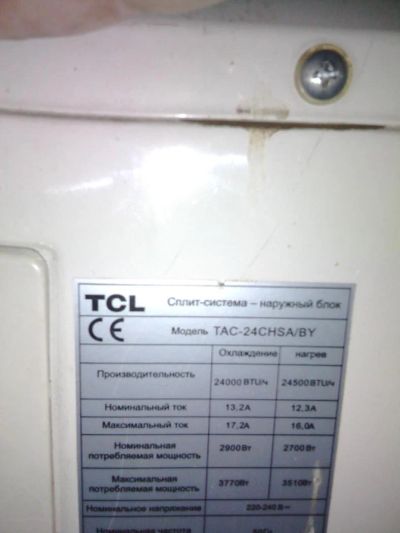 TCL Сплит-система – наружный блок
CE Модель TAC-24CHSA/BY
Охлаждение нагрев
Производительность 24000 BTU/ч 24500 BTU/ч
Номинальный ток 13,2А 12,3А
Максимальный ток 17,2А 16,0А
Номинальная
потребляемая мощность 2900Вт 2700Вт
Максимальная
потребляемая мощность 3770Вт 3510Вт
Номинальное напряжение 220-240 В~
Номинальная частота